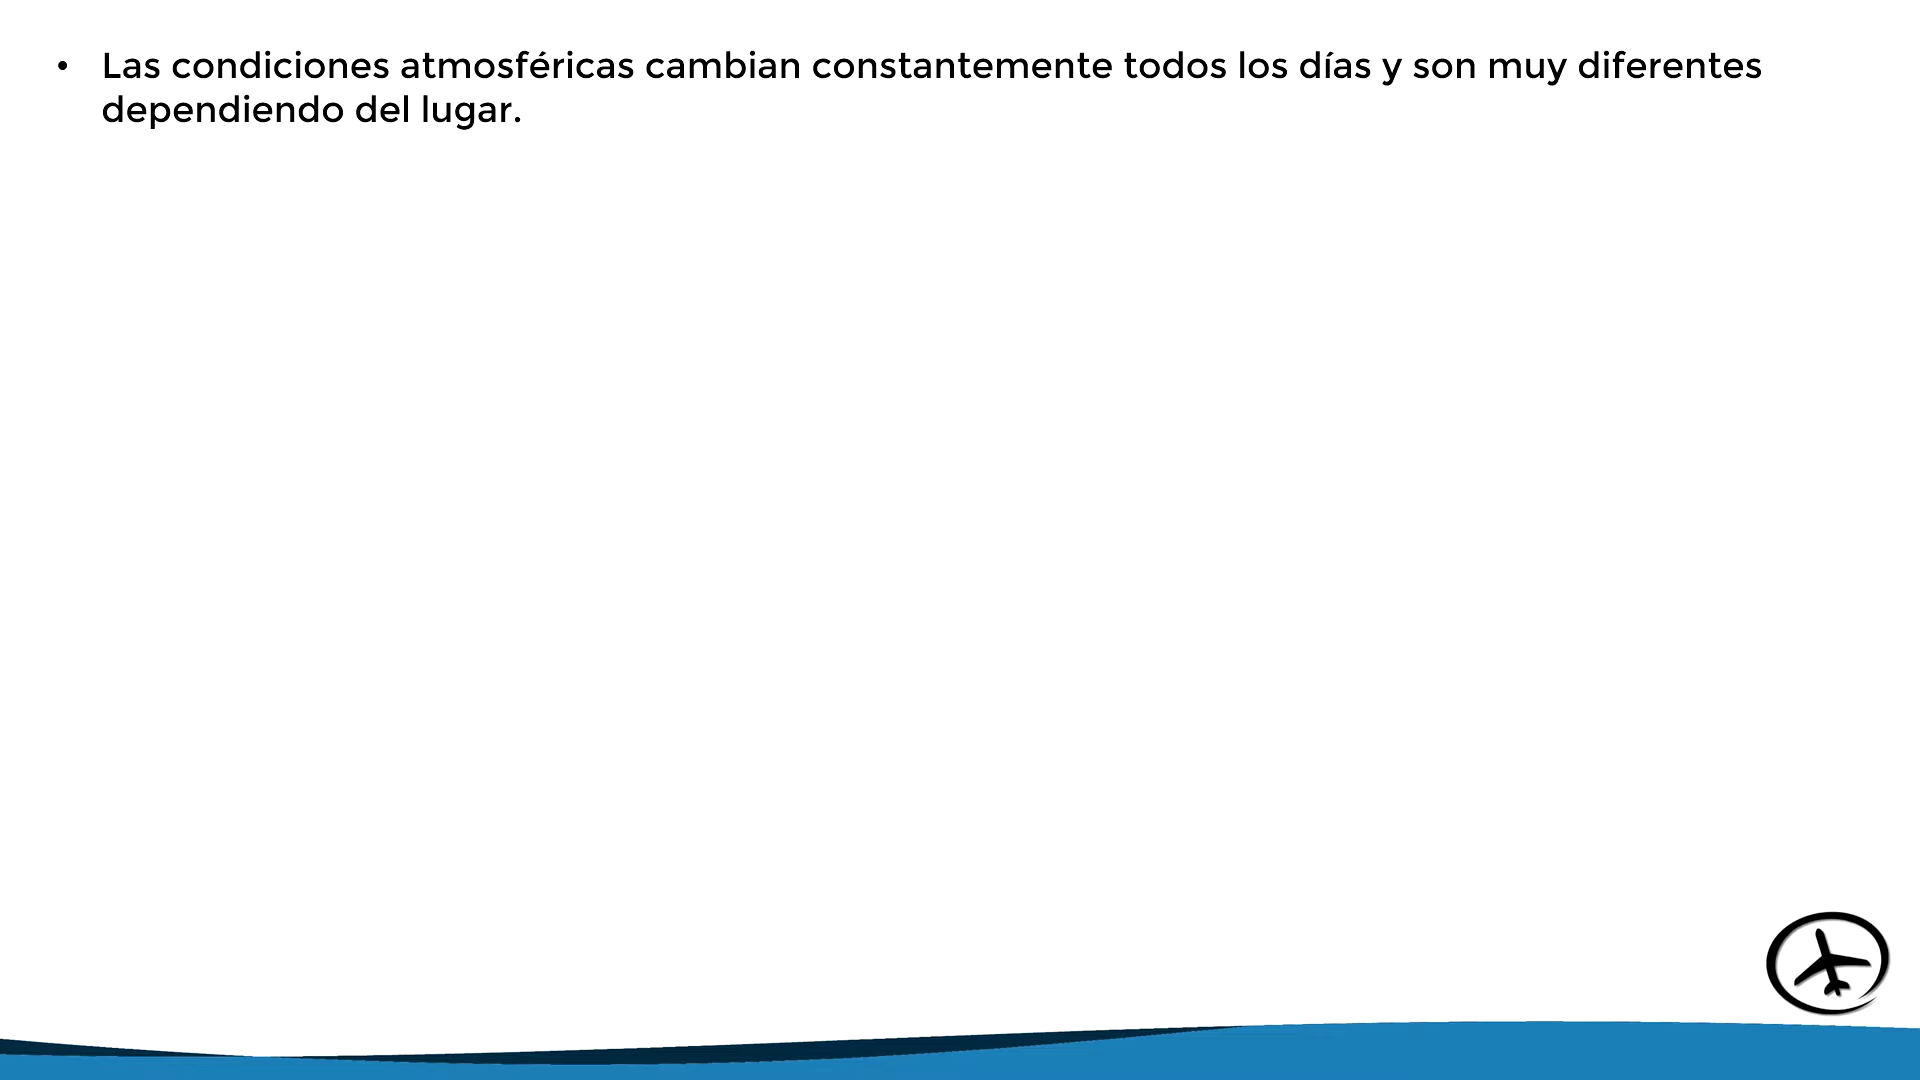 • Las condiciones atmosféricas cambian constantemente todos los días y son muy diferentes
dependiendo del lugar.